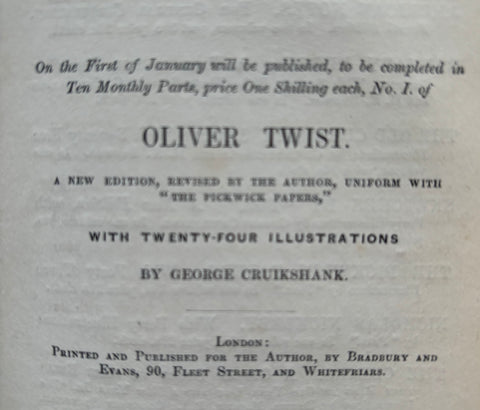 On the First of January will be published, to be completed in
Ten Monthly Parts, price One Shilling each, No. I. of
OLIVER TWIST.
A NEW EDITION, REVISED BY THE AUTHOR, UNIFORM WITH
"THE PICKWICK PAPERS,"
WITH TWENTY-FOUR ILLUSTRATIONS
BY GEORGE CRUIKSHANK.
LONDON:
PRINTED AND PUBLISHED FOR THE AUTHOR, BY BRADBURY AND
EVANS, 90, FLEET STREET, AND WHITEFRIARS.